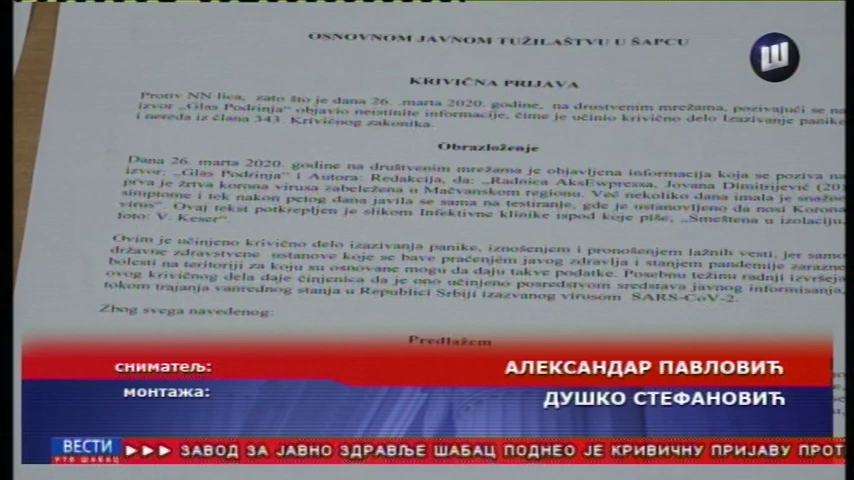 OSNOVNOM JAVNOM TUŽILAŠTVU U ŠAPCU
Ш
KRIVIČNA PRIJAVA
Protiv NN lica, zato što je dana 26. marta 2020. godine, na drustvenim mrežama, pozivajući se na
izvor „Glas Podrinja“ objavio neistinite informacije, čime je učinio krivično delo Izazivanje panike
i nereda iz člana 343. Krivičnog zakonika.
Obrazloženje
Dana 26. marta 2020. godine na društvenim mrežama je objavljena informacija koja se poziva na
izvor: „Glas Podrinja“ i Autora: Redakcija, da: „Radnica AksEwpressa, Jovana Dimitrijević (20
prva je žrtva korona virusa zabeležena u Mačvanskom regionu. Već nekoliko dana imala je snažne
simptome i tek nakon petog dana javila se sama na testiranje, gde je ustanovljeno da nosi Korona
virus“. Ovaj tekst potkrepljen je slikom Infektivne klinike ispod koje piše, „Smeštena u izolaciju,
foto: V. Keser“
Ovim je učinjeno krivično delo izazivanja panike, iznošenjem i pronošenjem lažnih vesti, jer samo
državne zdravstvene ustanove koje se bave praćenjem javog zdravlja i stanjem pandemije zarazne
bolesti na teritoriji za koju su osnovane mogu da daju takve podatke. Posebnu težinu radnji izvršeja
ovog krivičnog dela daje činjenica da je ono učinjeno posredstvom sredstava javnog informisanja,
tokom trajanja vanrednog stanja u Republici Srbiji izazvanog virusom SARS-CoV-2.
Zbog svega navedenog:
Predlažem
сниматељ: АЛЕКСАНДАР ПАВЛОВИЋ
монтажа: ДУШКО СТЕФАНОВИЋ
ВЕСТИ
РТВ ШАБАЦ
ЗАВОД ЗА ЈАВНО ЗДРАВЉЕ ШАБАЦ ПОДНЕО ЈЕ КРИВИЧНУ ПРИЈАВУ ПРОТ